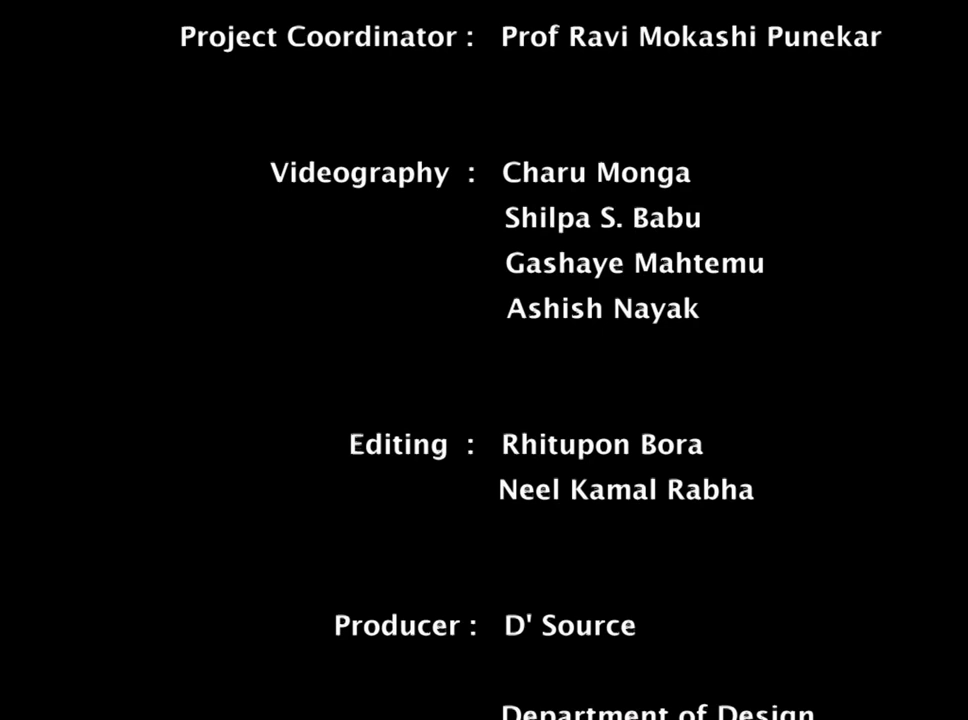 Project Coordinator : Prof Ravi Mokashi Punekar
Videography : Charu Monga
Shilpa S. Babu
Gashaye Mahtemu
Ashish Nayak
Editing : Rhitupon Bora
Neel Kamal Rabha
Producer : D' Source
Department of Design